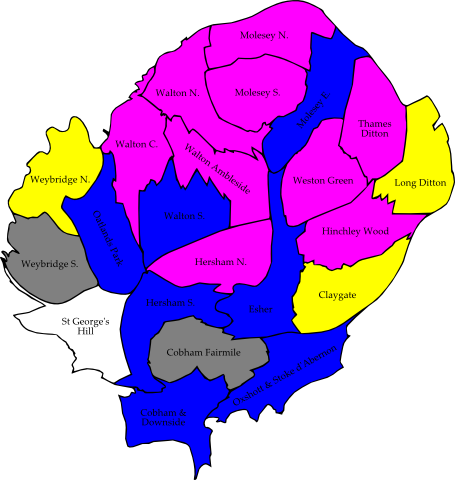 Molesey N.
Walton N.
Molesey S.
Molesey E.
Thames
Ditton
Walton C.
Walton Ambleside
Weybridge N.
Weston Green
Long Ditton
Oatlands Park
Walton S.
Hinchley Wood
Weybridge S.
Hersham N.
Claygate
Hersham S.
Esher
St George's
Hill
Cobham Fairmile
Oxshott & Stoke d'Abernon
Cobham &
Downside